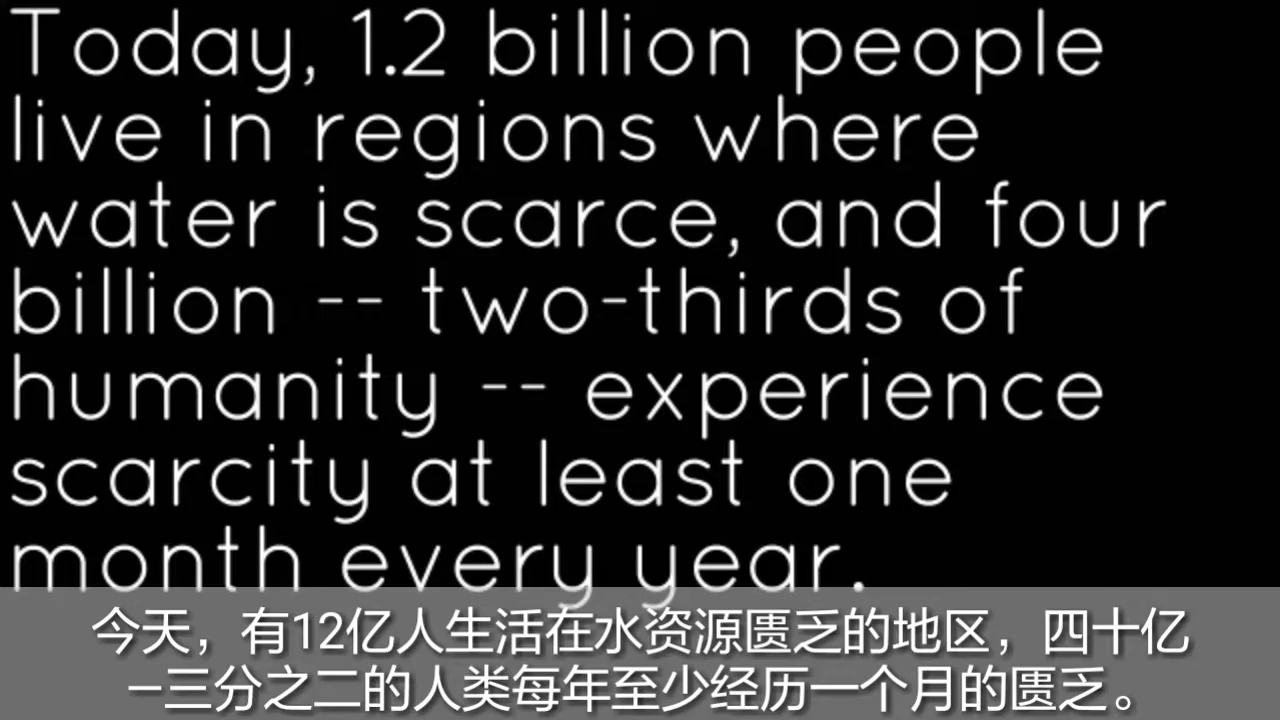 Today, 1.2 billion people
live in regions where
water is scarce, and four
billion -- two-thirds of
humanity -- experience
scarcity at least one
month every year.
今天，有12亿人生活在水资源匮乏的地区，四十亿
–三分之二的人类每年至少经历一个月的匮乏。